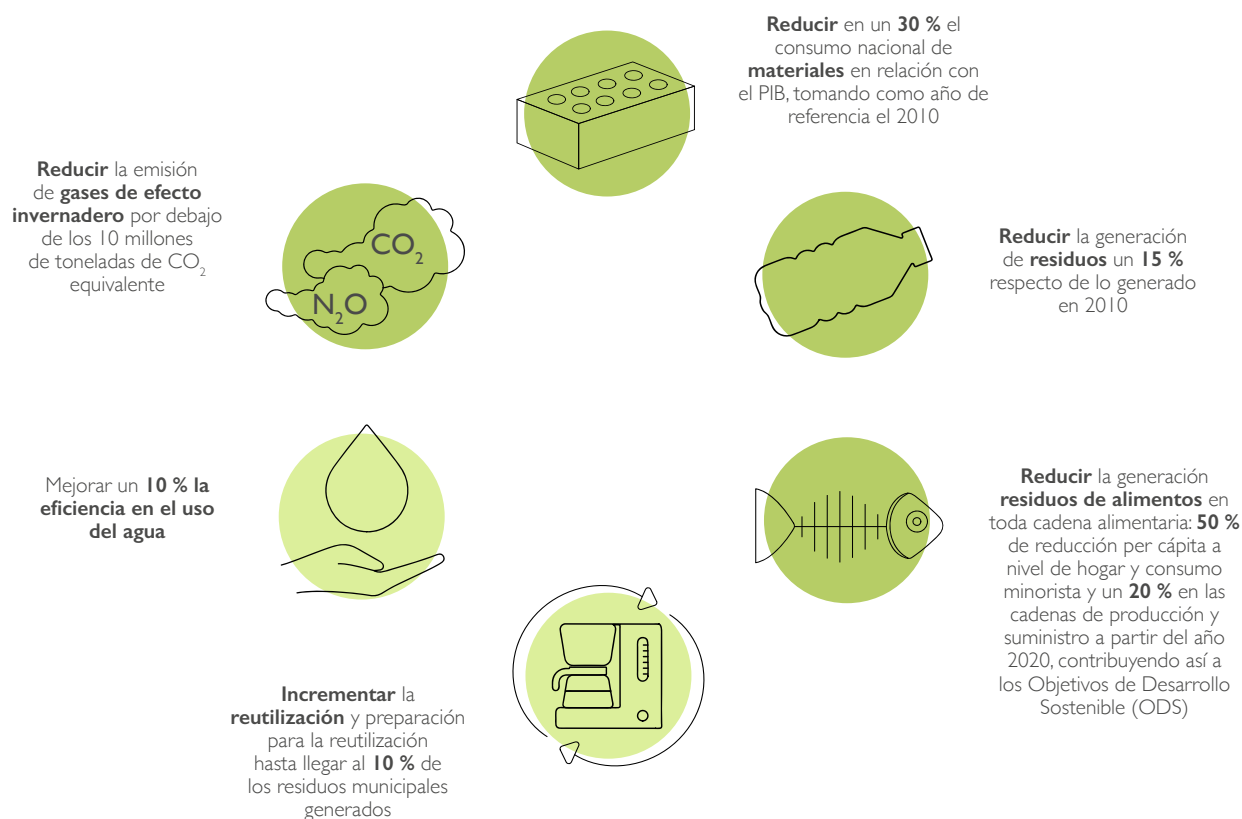 Reducir en un 30 % el
consumo nacional de
materiales en relación con
el PIB, tomando como año de
referencia el 2010
Reducir la generación
de residuos un 15 %
respecto de lo generado
en 2010
Reducir la generación
residuos de alimentos en
toda cadena alimentaria: 50 %
de reducción per cápita a
nivel de hogar y consumo
minorista y un 20 % en las
cadenas de producción y
suministro a partir del año
2020, contribuyendo así a
los Objetivos de Desarrollo
Sostenible (ODS)
Incrementar la
reutilización y preparación
para la reutilización
hasta llegar al 10 % de
los residuos municipales
generados
Mejorar un 10 % la
eficiencia en el uso
del agua
Reducir la emisión
de gases de efecto
invernadero por debajo
de los 10 millones
de toneladas de CO₂
equivalente
CO₂
N₂O